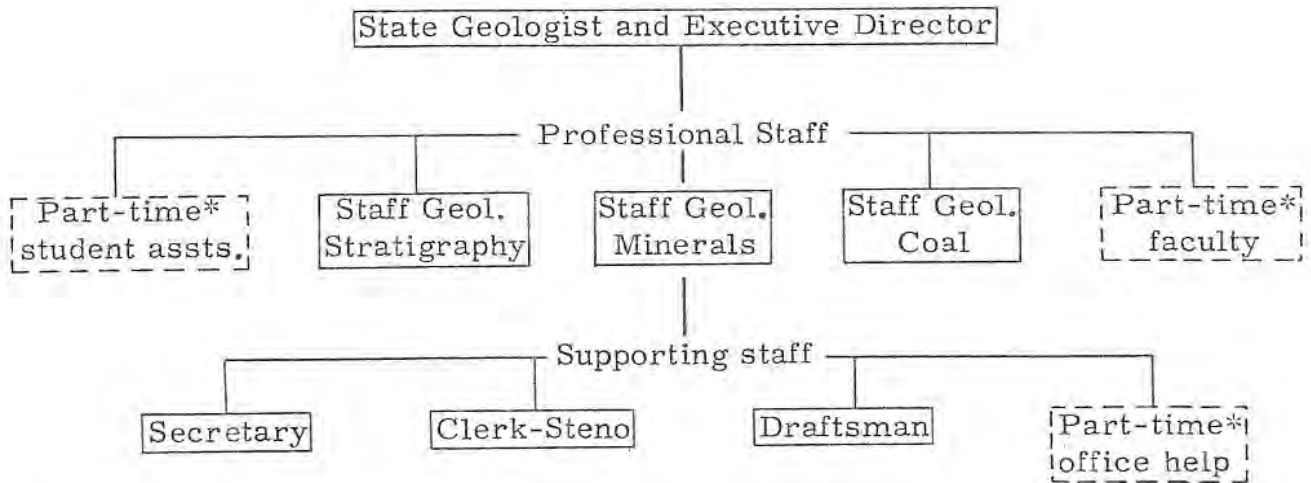 State Geologist and Executive Director
Professional Staff
Part-time* student assts.
Staff Geol. Stratigraphy
Staff Geol. Minerals
Staff Geol. Coal
Part-time* faculty
Supporting staff
Secretary
Clerk-Steno
Draftsman
Part-time* office help